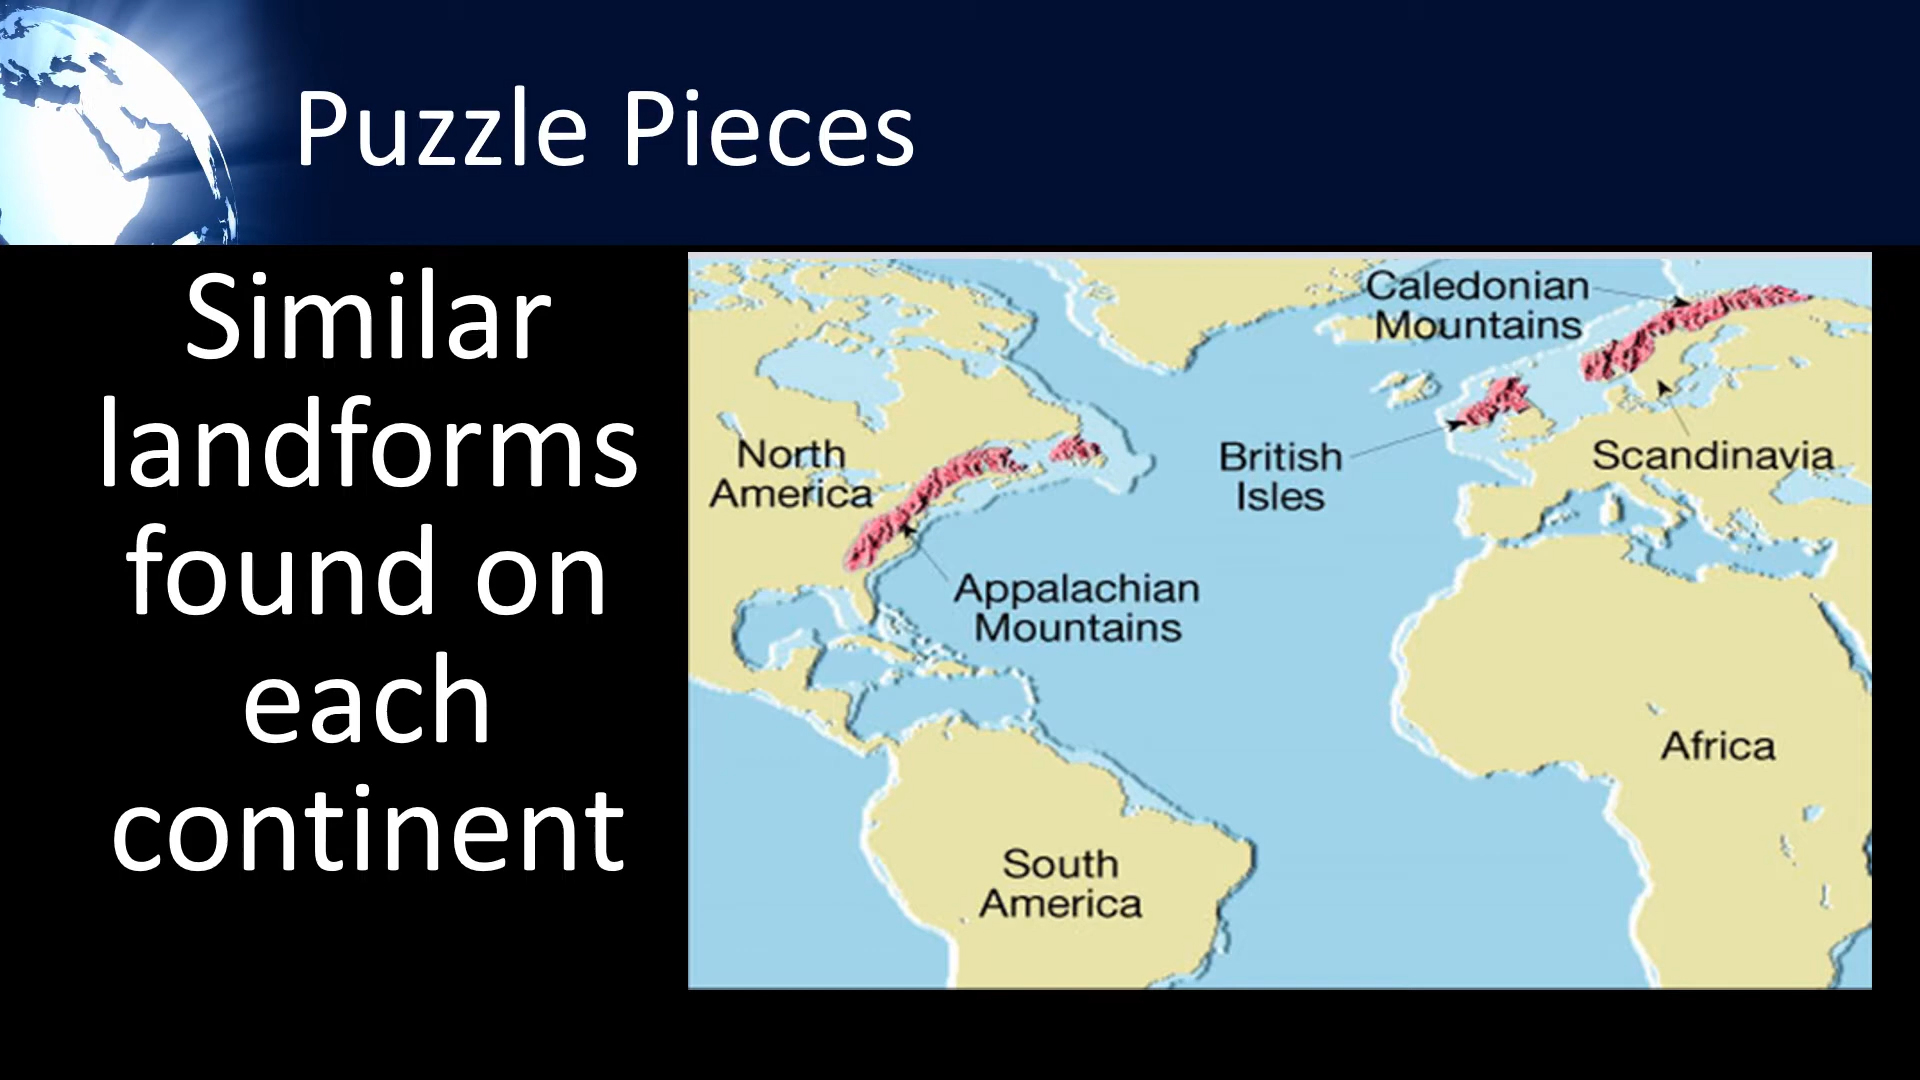 Puzzle Pieces
Similar
landforms
found on
each
continent
Caledonian
Mountains
North
America
British
Isles
Scandinavia
Appalachian
Mountains
Africa
South
America